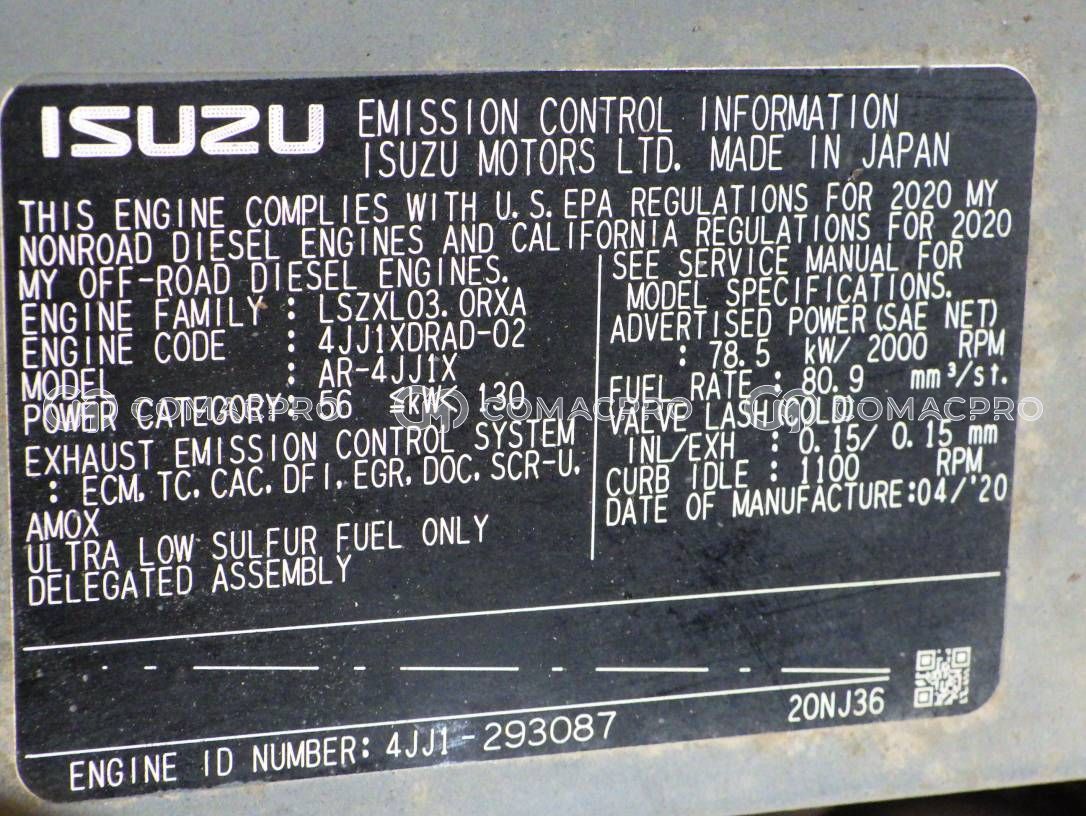 ISUZU
EMISSION CONTROL INFORMATION
ISUZU MOTORS LTD. MADE IN JAPAN
THIS ENGINE COMPLIES WITH U.S.EPA REGULATIONS FOR 2020 MY
NONROAD DIESEL ENGINES AND CALIFORNIA REGULATIONS FOR 2020
MY OFF-ROAD DIESEL ENGINES.
ENGINE FAMILY : LSZXL03.0RXA
ENGINE CODE : 4JJ1XDRAD-02
MODEL : AR-4JJ1X
POWER CATEGORY: 56 ≦kW< 130
EXHAUST EMISSION CONTROL SYSTEM
: ECM, TC, CAC, DFI, EGR, DOC, SCR-U,
AMOX
ULTRA LOW SULFUR FUEL ONLY
DELEGATED ASSEMBLY
SEE SERVICE MANUAL FOR
MODEL SPECIFICATIONS.
ADVERTISED POWER(SAE NET)
: 78.5 kW/ 2000 RPM
FUEL RATE : 80.9 mm³/st.
VALVE LASH(COLD)
INL/EXH : 0.15/ 0.15 mm
CURB IDLE : 1100 RPM
DATE OF MANUFACTURE:04/'20
20NJ36
ENGINE ID NUMBER: 4JJ1-293087
COMACPRO COMACPRO COMACPRO